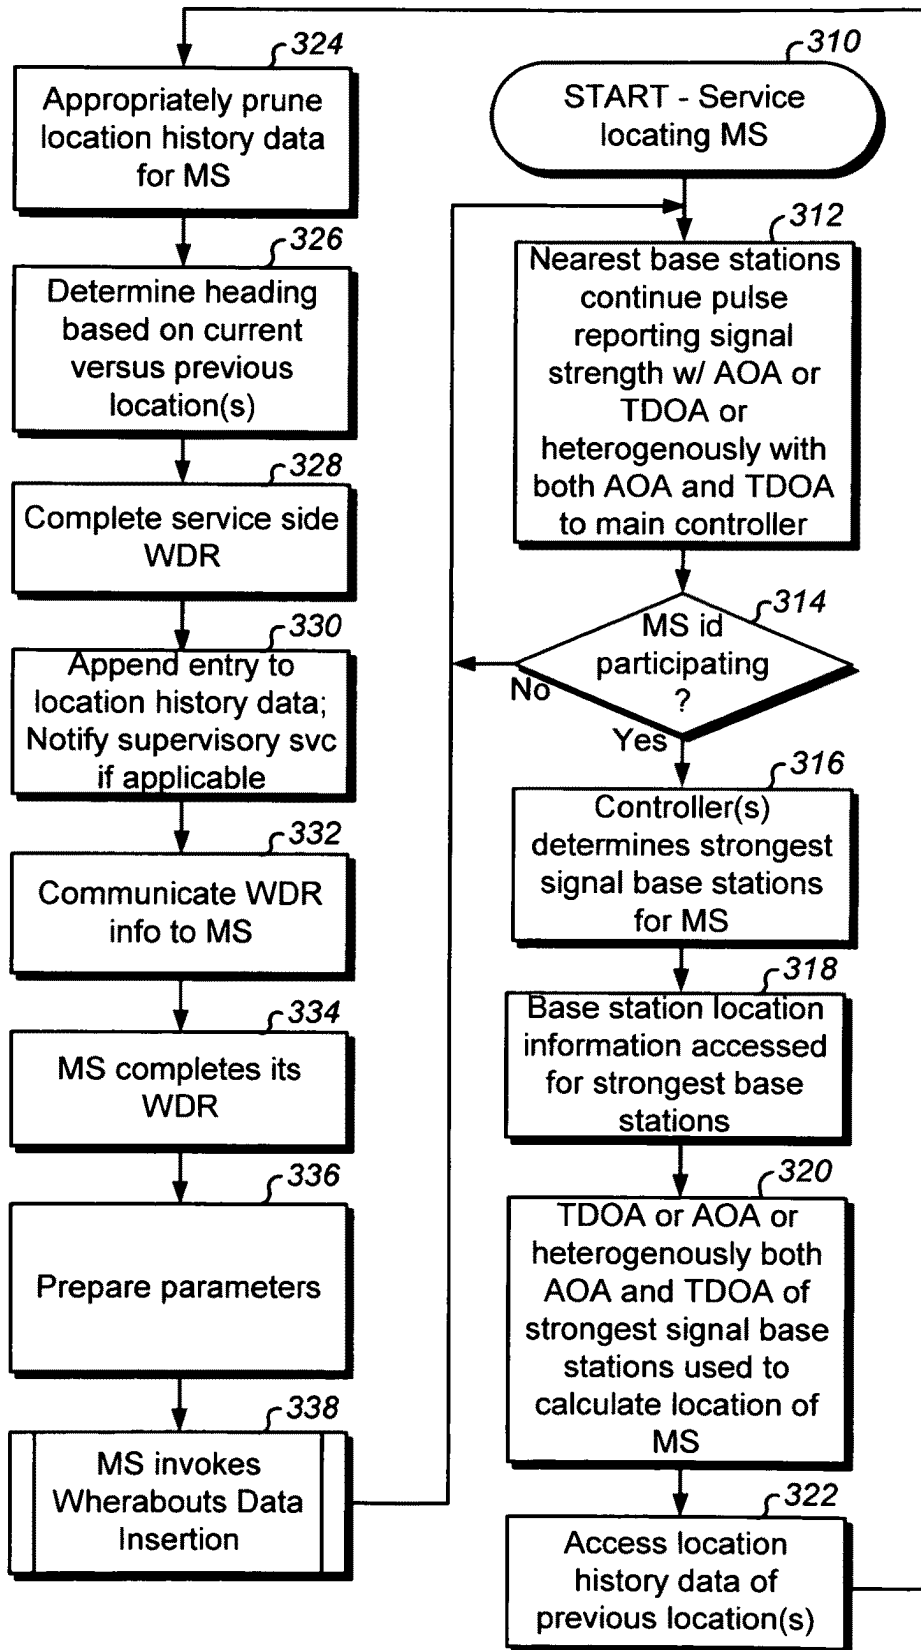 310
START - Service
locating MS
312
Nearest base stations
continue pulse
reporting signal
strength w/ AOA or
TDOA or
heterogenously with
both AOA and TDOA
to main controller
314
MS id
participating
?
No
Yes
316
Controller(s)
determines strongest
signal base stations
for MS
318
Base station location
information accessed
for strongest base
stations
320
TDOA or AOA or
heterogenously both
AOA and TDOA of
strongest signal base
stations used to
calculate location of
MS
322
Access location
history data of
previous location(s)
324
Appropriately prune
location history data
for MS
326
Determine heading
based on current
versus previous
location(s)
328
Complete service side
WDR
330
Append entry to
location history data;
Notify supervisory svc
if applicable
332
Communicate WDR
info to MS
334
MS completes its
WDR
336
Prepare parameters
338
MS invokes
Wherabouts Data
Insertion